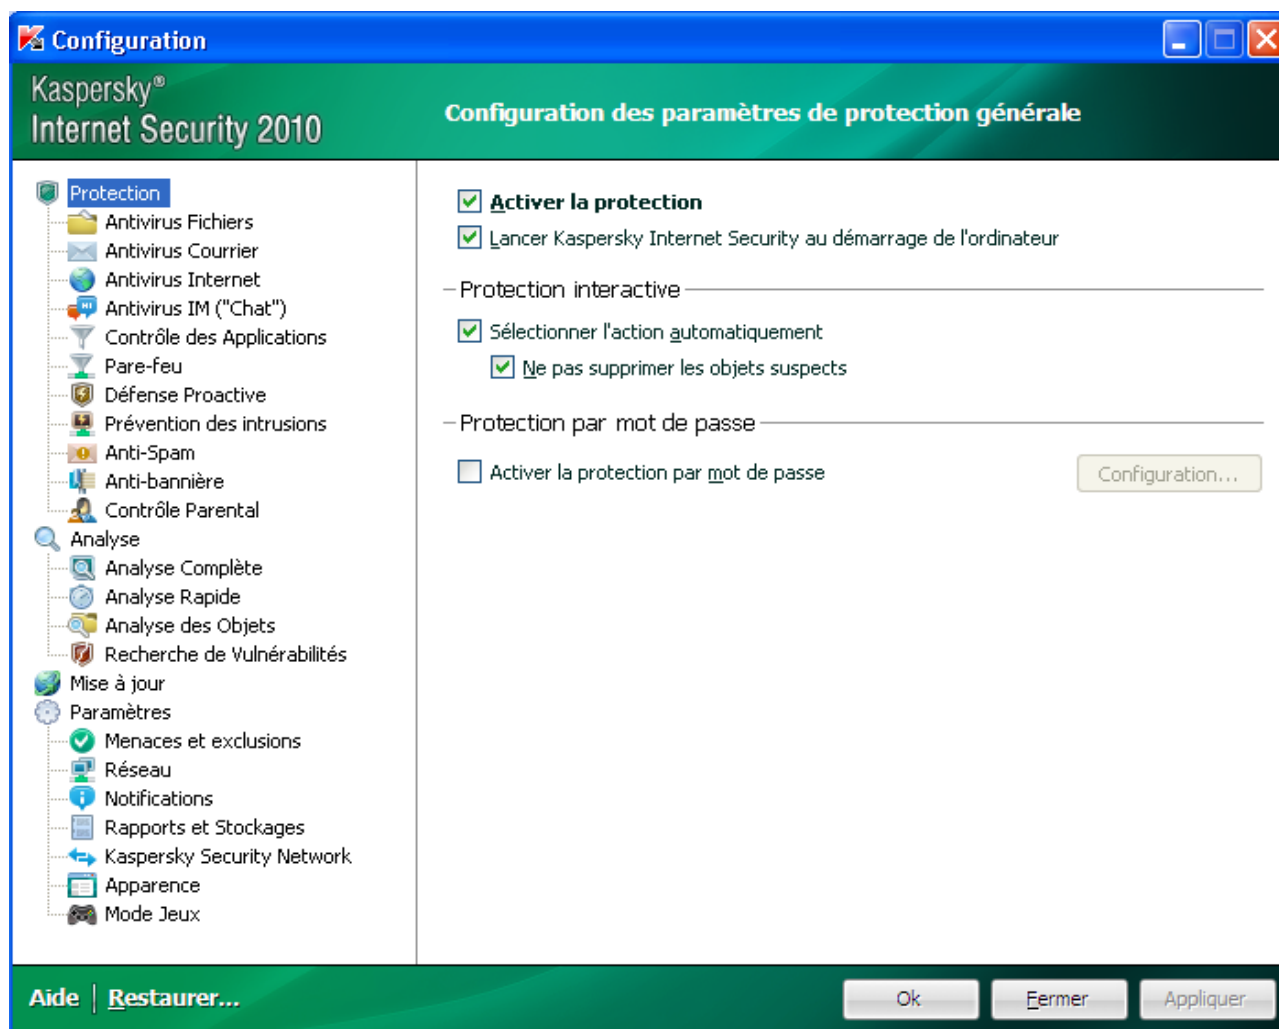 Configuration
Kaspersky®
Internet Security 2010
Configuration des paramètres de protection générale
Protection
Antivirus Fichiers
Antivirus Courrier
Antivirus Internet
Antivirus IM ("Chat")
Contrôle des Applications
Pare-feu
Défense Proactive
Prévention des intrusions
Anti-Spam
Anti-bannière
Contrôle Parental
Analyse
Analyse Complète
Analyse Rapide
Analyse des Objets
Recherche de Vulnérabilités
Mise à jour
Paramètres
Menaces et exclusions
Réseau
Notifications
Rapports et Stockages
Kaspersky Security Network
Apparence
Mode Jeux
Activer la protection
Lancer Kaspersky Internet Security au démarrage de l'ordinateur
Protection interactive
Sélectionner l'action automatiquement
Ne pas supprimer les objets suspects
Protection par mot de passe
Activer la protection par mot de passe
Configuration...
Aide | Restaurer...
Ok
Fermer
Appliquer